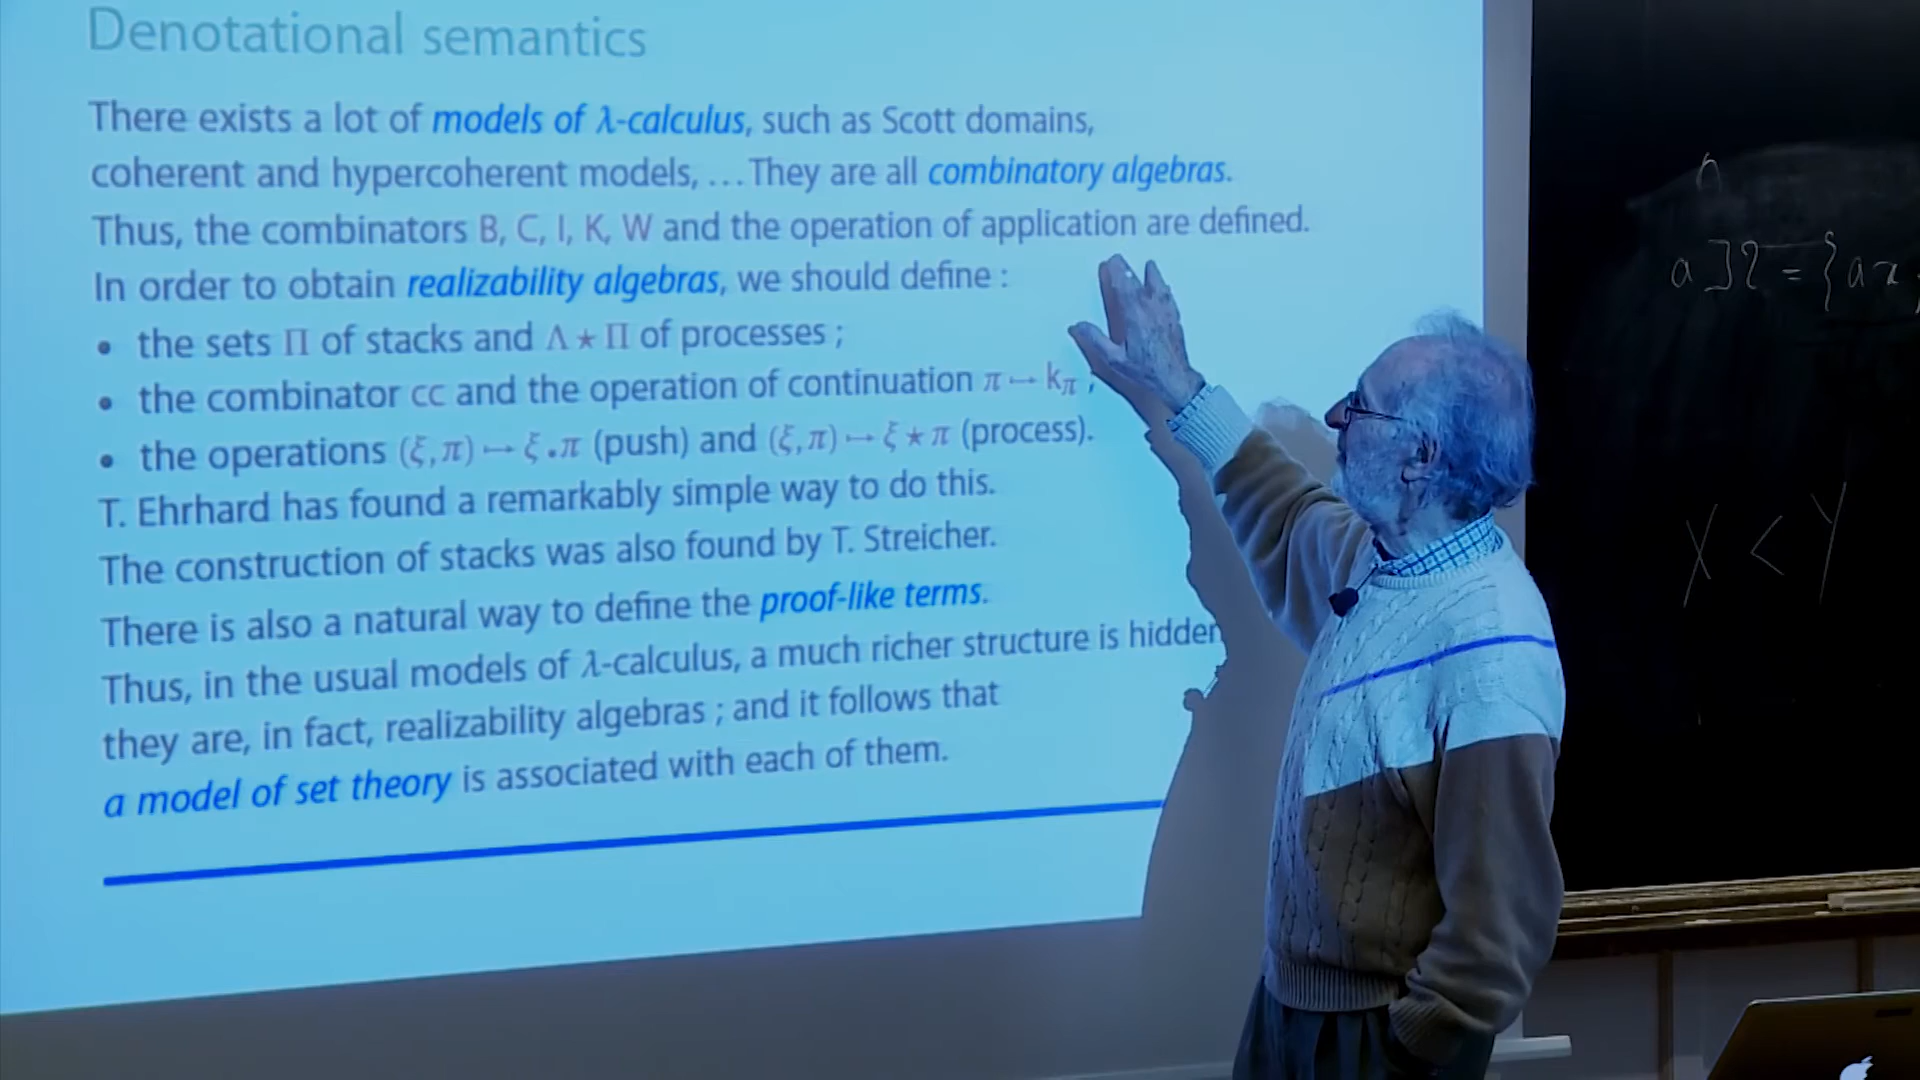 Denotational semantics
There exists a lot of models of λ-calculus, such as Scott domains,
coherent and hypercoherent models, ... They are all combinatory algebras.
Thus, the combinators B, C, I, K, W and the operation of application are defined.
In order to obtain realizability algebras, we should define :
• the sets Π of stacks and Λ ⋆ Π of processes ;
• the combinator cc and the operation of continuation π ↦ kπ ;
• the operations (ξ, π) ↦ ξ • π (push) and (ξ, π) ↦ ξ ⋆ π (process).
T. Ehrhard has found a remarkably simple way to do this.
The construction of stacks was also found by T. Streicher.
There is also a natural way to define the proof-like terms.
Thus, in the usual models of λ-calculus, a much richer structure is hidden
they are, in fact, realizability algebras ; and it follows that
a model of set theory is associated with each of them.
X < Y